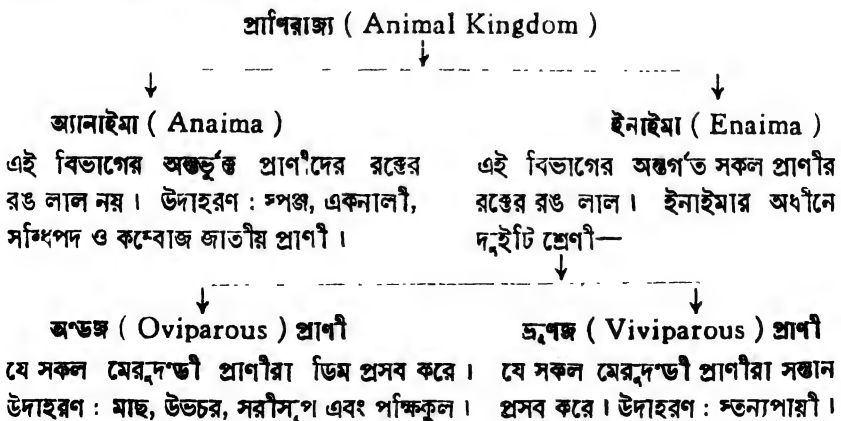 প্রাণিরাজ্য ( Animal Kingdom )
অ্যানাইমা ( Anaima )
এই বিভাগের অন্তর্ভুক্ত প্রাণীদের রক্তের
রঙ লাল নয়। উদাহরণ : স্পঞ্জ, একনালী,
সন্ধিপদ ও কম্বোজ জাতীয় প্রাণী।
ইনাইমা ( Enaima )
এই বিভাগের অন্তর্গত সকল প্রাণীর
রক্তের রঙ লাল। ইনাইমার অধীনে
দুইটি শ্রেণী—
অণ্ডজ ( Oviparous ) প্রাণী
যে সকল মেরুদণ্ডী প্রাণীরা ডিম প্রসব করে।
উদাহরণ : মাছ, উভচর, সরীসৃপ এবং পক্ষিকুল।
ভ্রূণজ ( Viviparous ) প্রাণী
যে সকল মেরুদণ্ডী প্রাণীরা সন্তান
প্রসব করে। উদাহরণ : স্তন্যপায়ী।